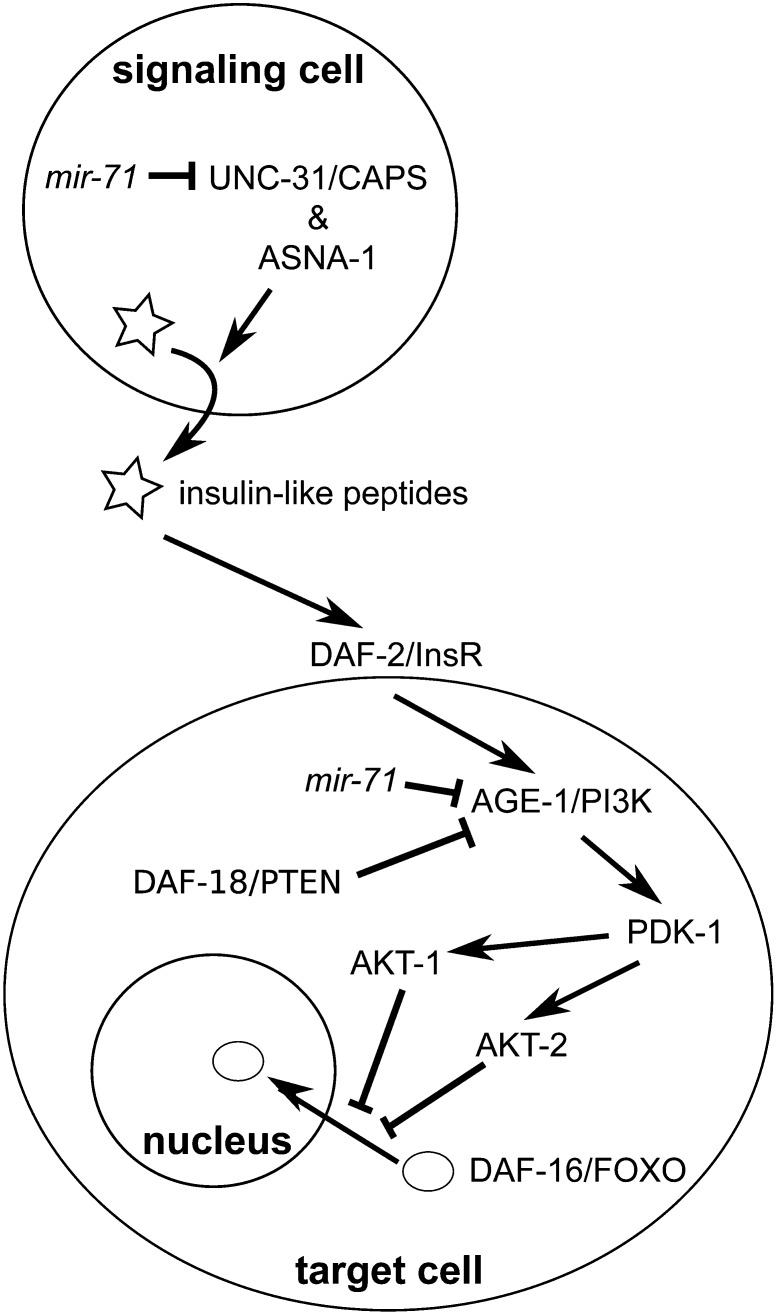 signaling cell
mir-71 UNC-31/CAPS
&
ASNA-1
insulin-like peptides
DAF-2/InsR
mir-71
AGE-1/PI3K
DAF-18/PTEN
PDK-1
AKT-1
AKT-2
nucleus
DAF-16/FOXO
target cell